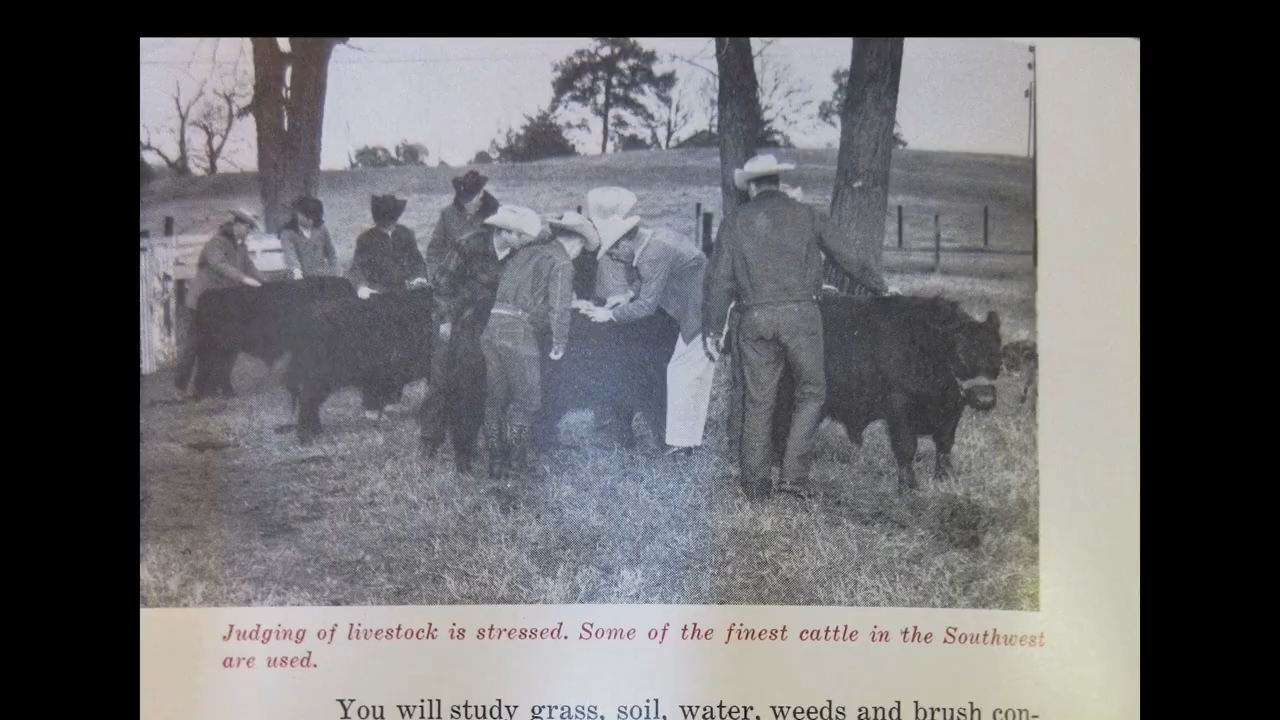 Judging of livestock is stressed. Some of the finest cattle in the Southwest
are used.
You will study grass, soil, water, weeds and brush con-